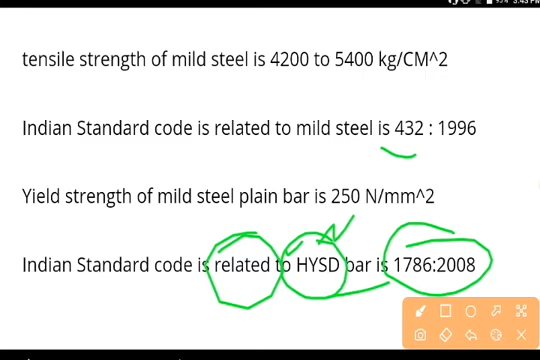 tensile strength of mild steel is 4200 to 5400 kg/CM^2
Indian Standard code is related to mild steel is 432 : 1996
Yield strength of mild steel plain bar is 250 N/mm^2
Indian Standard code is related to HYSD bar is 1786:2008